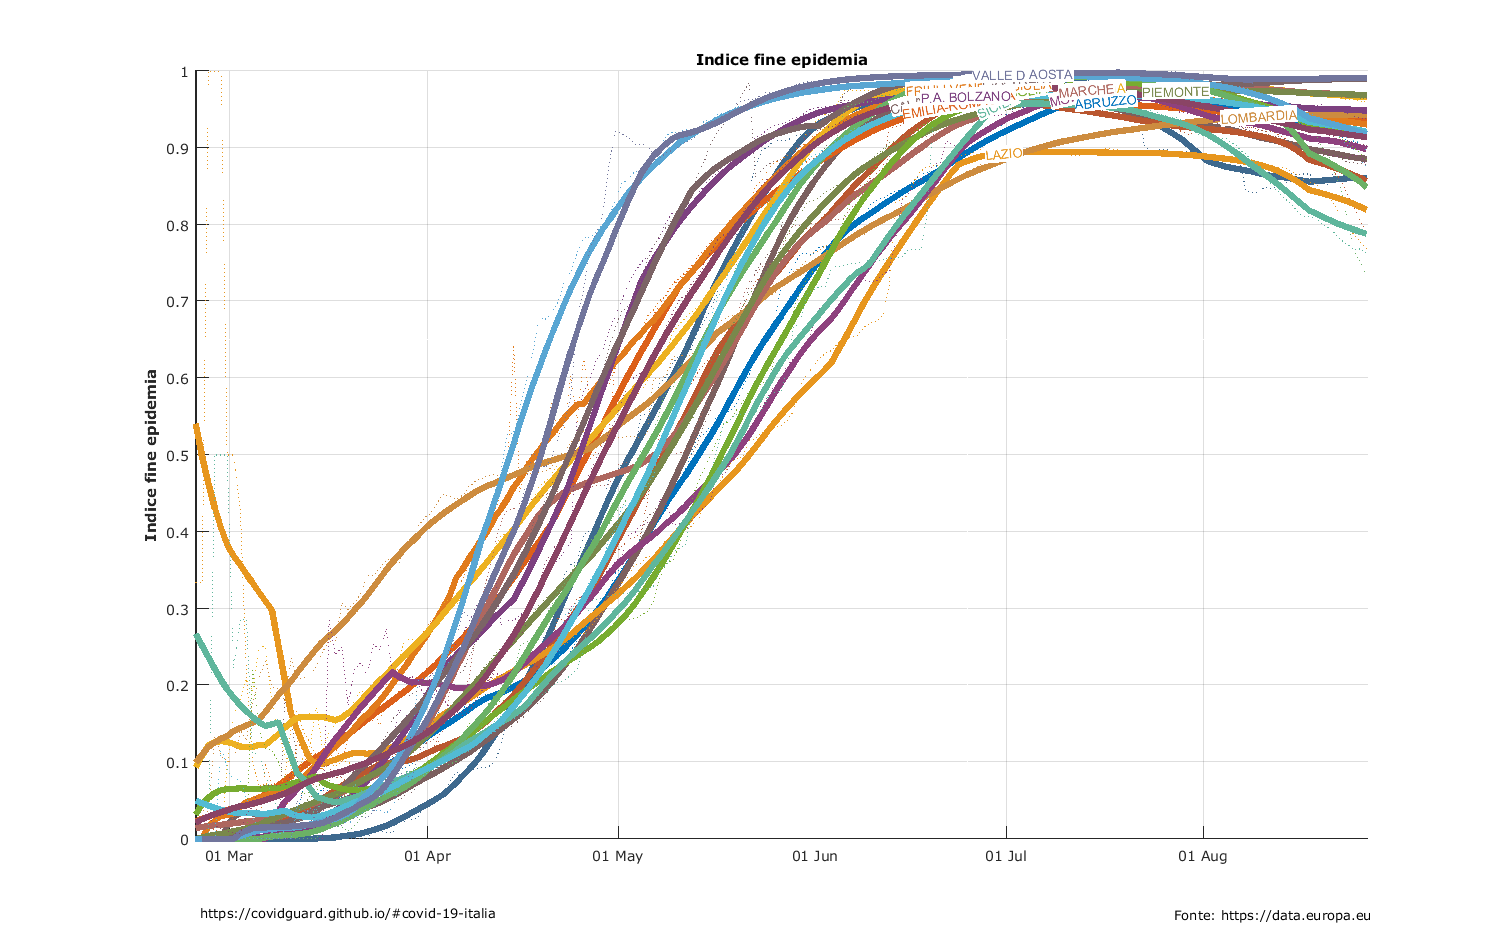 Indice fine epidemia
Indice fine epidemia
1
0.9
0.8
0.7
0.6
0.5
0.4
0.3
0.2
0.1
0
VALLE D AOSTA
P.A. BOLZANO
MARCHE
PIEMONTE
ABRUZZO
LOMBARDIA
LAZIO
01 Mar
01 Apr
01 May
01 Jun
01 Jul
01 Aug
https://covidguard.github.io/#covid-19-italia
Fonte: https://data.europa.eu